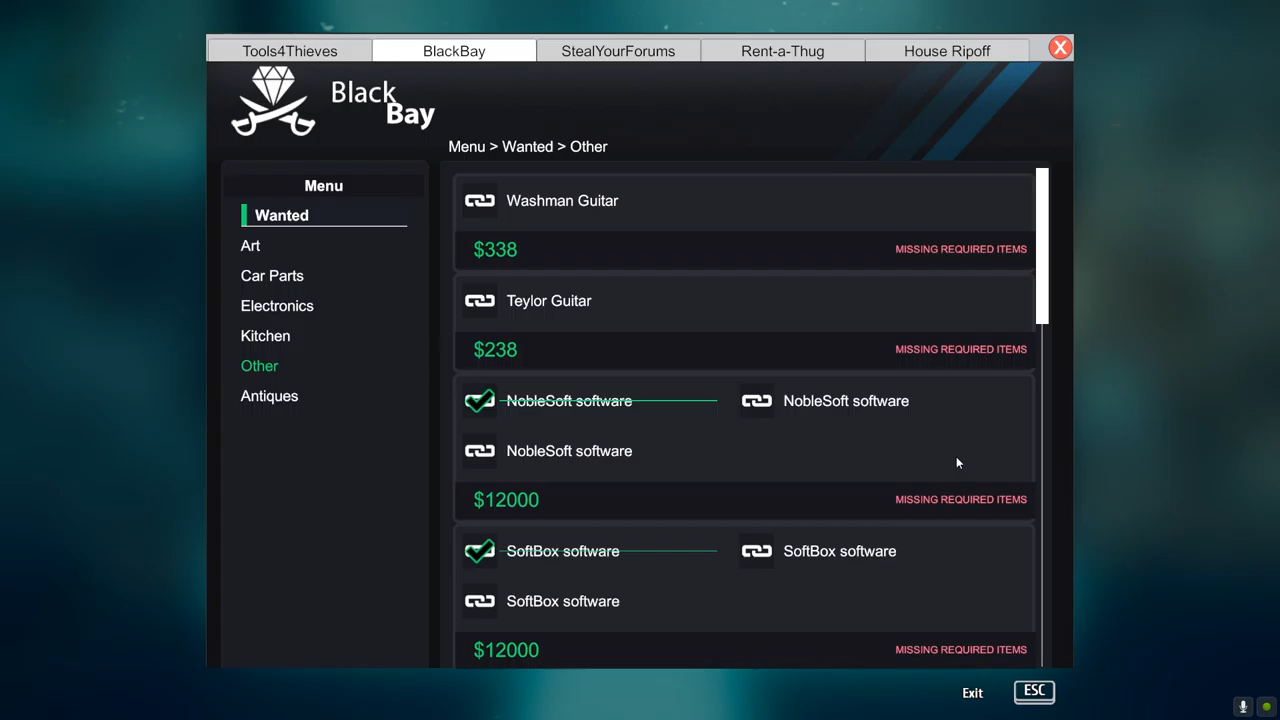 Tools4Thieves BlackBay StealYourForums Rent-a-Thug House Ripoff X
Black
Bay
Menu > Wanted > Other
Menu
Wanted
Art
Car Parts
Electronics
Kitchen
Other
Antiques
Washman Guitar
$338 MISSING REQUIRED ITEMS
Teylor Guitar
$238 MISSING REQUIRED ITEMS
NobleSoft software NobleSoft software
NobleSoft software
$12000 MISSING REQUIRED ITEMS
SoftBox software SoftBox software
SoftBox software
$12000 MISSING REQUIRED ITEMS
Exit ESC